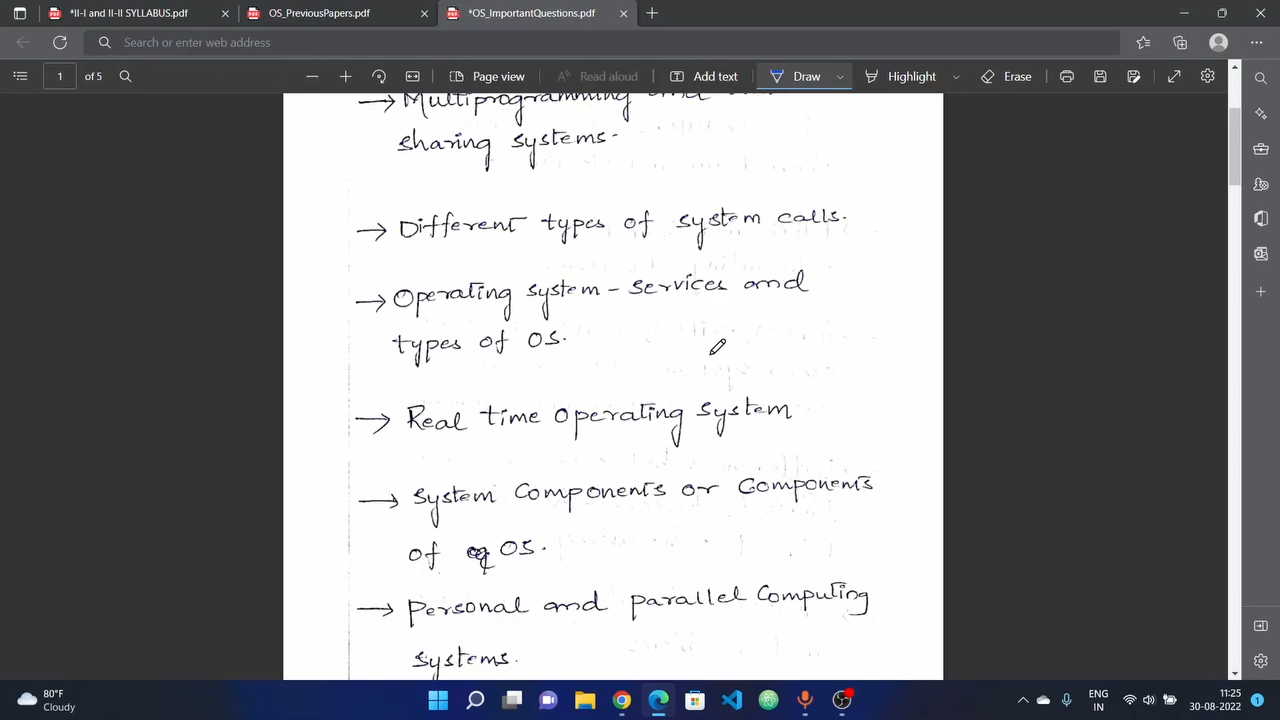 *II-I and II-II SYLLABUS.pdf
OS_PreviousPapers.pdf
*OS_ImportantQuestions.pdf
Search or enter web address
1 of 5
Page view
Read aloud
Add text
Draw
Highlight
Erase
→ Multiprogramming and
sharing systems.
→ Different types of system calls.
→ Operating system - services and
types of OS.
→ Real time operating system
→ System Components or Components
of OS.
→ Personal and parallel Computing
systems.
80°F
Cloudy
ENG
IN
11:25
30-08-2022
1